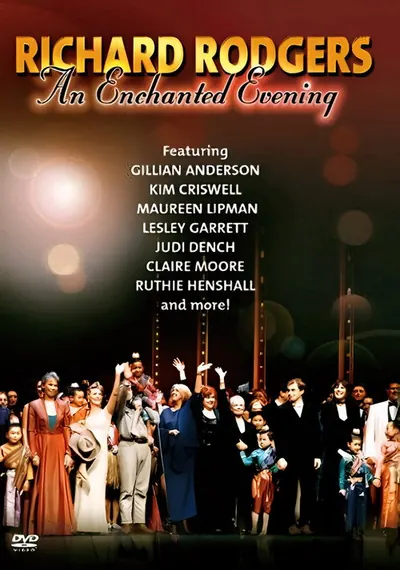 RICHARD RODGERS
An Enchanted Evening
Featuring
GILLIAN ANDERSON
KIM CRISWELL
MAUREEN LIPMAN
LESLEY GARRETT
JUDI DENCH
CLAIRE MOORE
RUTHIE HENSHALL
and more!
DVD
VIDEO